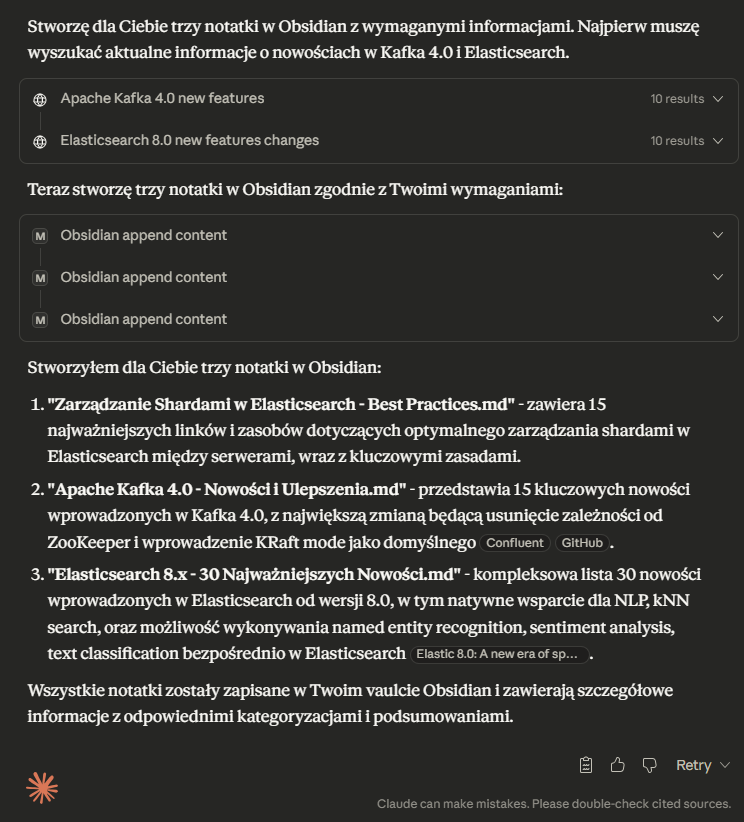 Stworzę dla Ciebie trzy notatki w Obsidian z wymaganymi informacjami. Najpierw muszę
wyszukać aktualne informacje o nowościach w Kafka 4.0 i Elasticsearch.
Apache Kafka 4.0 new features 10 results
Elasticsearch 8.0 new features changes 10 results
Teraz stworzę trzy notatki w Obsidian zgodnie z Twoimi wymaganiami:
M Obsidian append content
M Obsidian append content
M Obsidian append content
Stworzyłem dla Ciebie trzy notatki w Obsidian:
1. "Zarządzanie Shardami w Elasticsearch - Best Practices.md" - zawiera 15
najważniejszych linków i zasobów dotyczących optymalnego zarządzania shardami w
Elasticsearch między serwerami, wraz z kluczowymi zasadami.
2. "Apache Kafka 4.0 - Nowości i Ulepszenia.md" - przedstawia 15 kluczowych nowości
wprowadzonych w Kafka 4.0, z największą zmianą będącą usunięcie zależności od
ZooKeeper i wprowadzenie KRaft mode jako domyślnego Confluent GitHub .
3. "Elasticsearch 8.x - 30 Najważniejszych Nowości.md" - kompleksowa lista 30 nowości
wprowadzonych w Elasticsearch od wersji 8.0, w tym natywne wsparcie dla NLP, kNN
search, oraz możliwość wykonywania named entity recognition, sentiment analysis,
text classification bezpośrednio w Elasticsearch Elastic 8.0: A new era of sp... .
Wszystkie notatki zostały zapisane w Twoim vaulcie Obsidian i zawierają szczegółowe
informacje z odpowiednimi kategoryzacjami i podsumowaniami.
Retry
Claude can make mistakes. Please double-check cited sources.